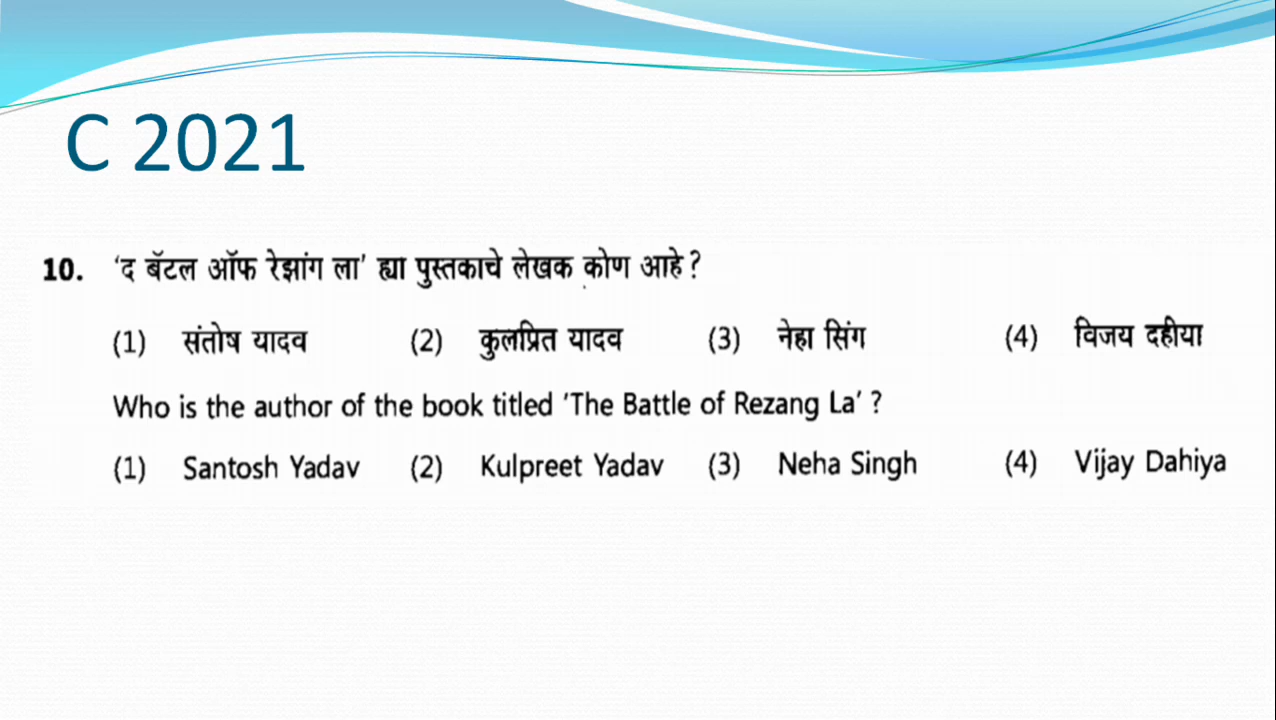 C 2021
10. ‘द बॅटल ऑफ रेझांग ला’ ह्या पुस्तकाचे लेखक कोण आहे ?
(1) संतोष यादव (2) कुलप्रित यादव (3) नेहा सिंग (4) विजय दहीया
Who is the author of the book titled ‘The Battle of Rezang La’ ?
(1) Santosh Yadav (2) Kulpreet Yadav (3) Neha Singh (4) Vijay Dahiya